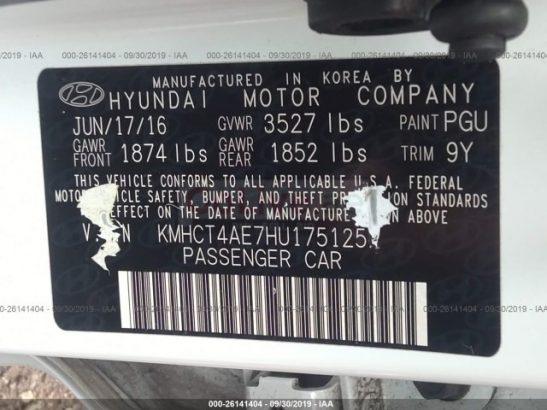 000-26141404 - 09/30/2019 - IAA
MANUFACTURED IN KOREA BY
HYUNDAI MOTOR COMPANY
JUN/17/16 GVWR 3527 lbs PAINT PGU
GAWR FRONT 1874 lbs GAWR REAR 1852 lbs TRIM 9Y
THIS VEHICLE CONFORMS TO ALL APPLICABLE U.S.A. FEDERAL
MOTOR VEHICLE SAFETY, BUMPER, AND THEFT PREVENTION STANDARDS
EFFECT ON THE DATE OF MANUFACTURE SHOWN ABOVE
KMHCT4AE7HU175125
PASSENGER CAR
000-26141404 - 09/30/2019 - IAA